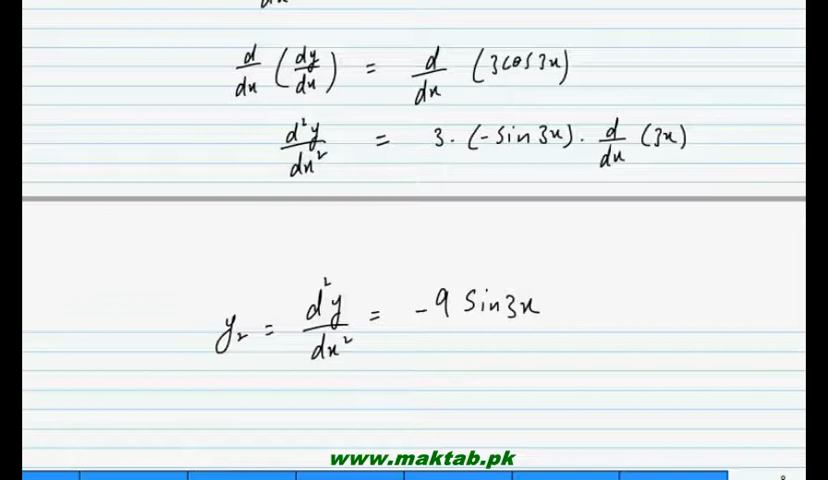 d/dx (dy/dx) = d/dx (3cos3x)
d²y/dx² = 3·(-sin3x)· d/dx (3x)
y₂ = d²y/dx² = -9 Sin3x
www.maktab.pk